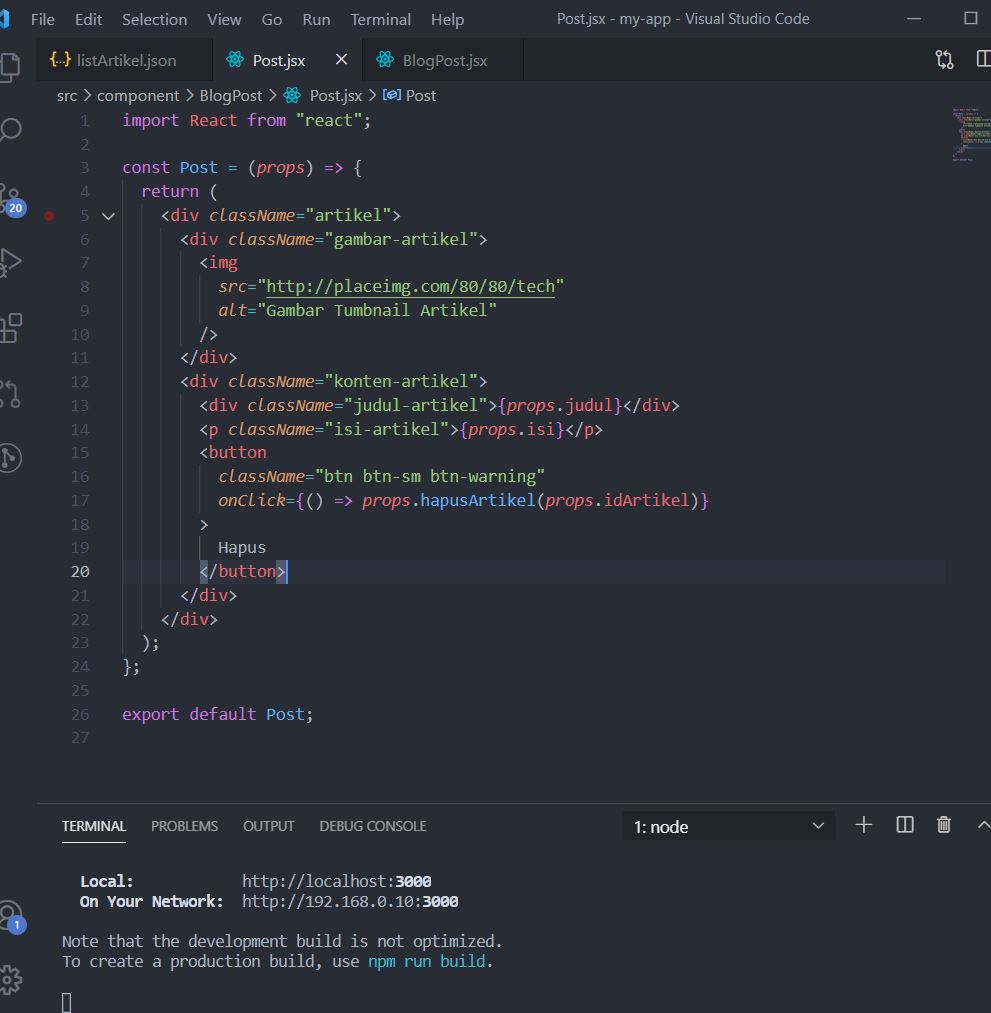 File Edit Selection View Go Run Terminal Help Post.jsx - my-app - Visual Studio Code
{..} listArtikel.json Post.jsx × BlogPost.jsx
src > component > BlogPost > Post.jsx > Post
1 import React from "react";
2
3 const Post = (props) => {
4 return (
5 <div className="artikel">
6 <div className="gambar-artikel">
7 <img
8 src="http://placeimg.com/80/80/tech"
9 alt="Gambar Tumbnail Artikel"
10 />
11 </div>
12 <div className="konten-artikel">
13 <div className="judul-artikel">{props.judul}</div>
14 <p className="isi-artikel">{props.isi}</p>
15 <button
16 className="btn btn-sm btn-warning"
17 onClick={() => props.hapusArtikel(props.idArtikel)}
18 >
19 Hapus
20 </button>
21 </div>
22 </div>
23 );
24 };
25
26 export default Post;
27
20
TERMINAL PROBLEMS OUTPUT DEBUG CONSOLE 1: node
Local: http://localhost:3000
On Your Network: http://192.168.0.10:3000
1
Note that the development build is not optimized.
To create a production build, use npm run build.